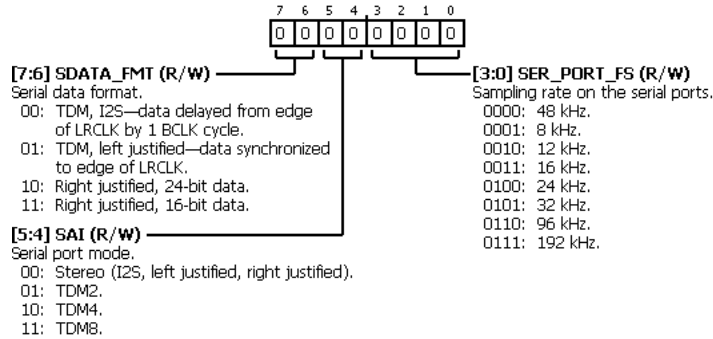 7 6 5 4 3 2 1 0
0 0 0 0 0 0 0 0
[7:6] SDATA_FMT (R/W)
Serial data format.
00: TDM, I2S—data delayed from edge
of LRCLK by 1 BCLK cycle.
01: TDM, left justified—data synchronized
to edge of LRCLK.
10: Right justified, 24-bit data.
11: Right justified, 16-bit data.
[5:4] SAI (R/W)
Serial port mode.
00: Stereo (I2S, left justified, right justified).
01: TDM2.
10: TDM4.
11: TDM8.
[3:0] SER_PORT_FS (R/W)
Sampling rate on the serial ports.
0000: 48 kHz.
0001: 8 kHz.
0010: 12 kHz.
0011: 16 kHz.
0100: 24 kHz.
0101: 32 kHz.
0110: 96 kHz.
0111: 192 kHz.